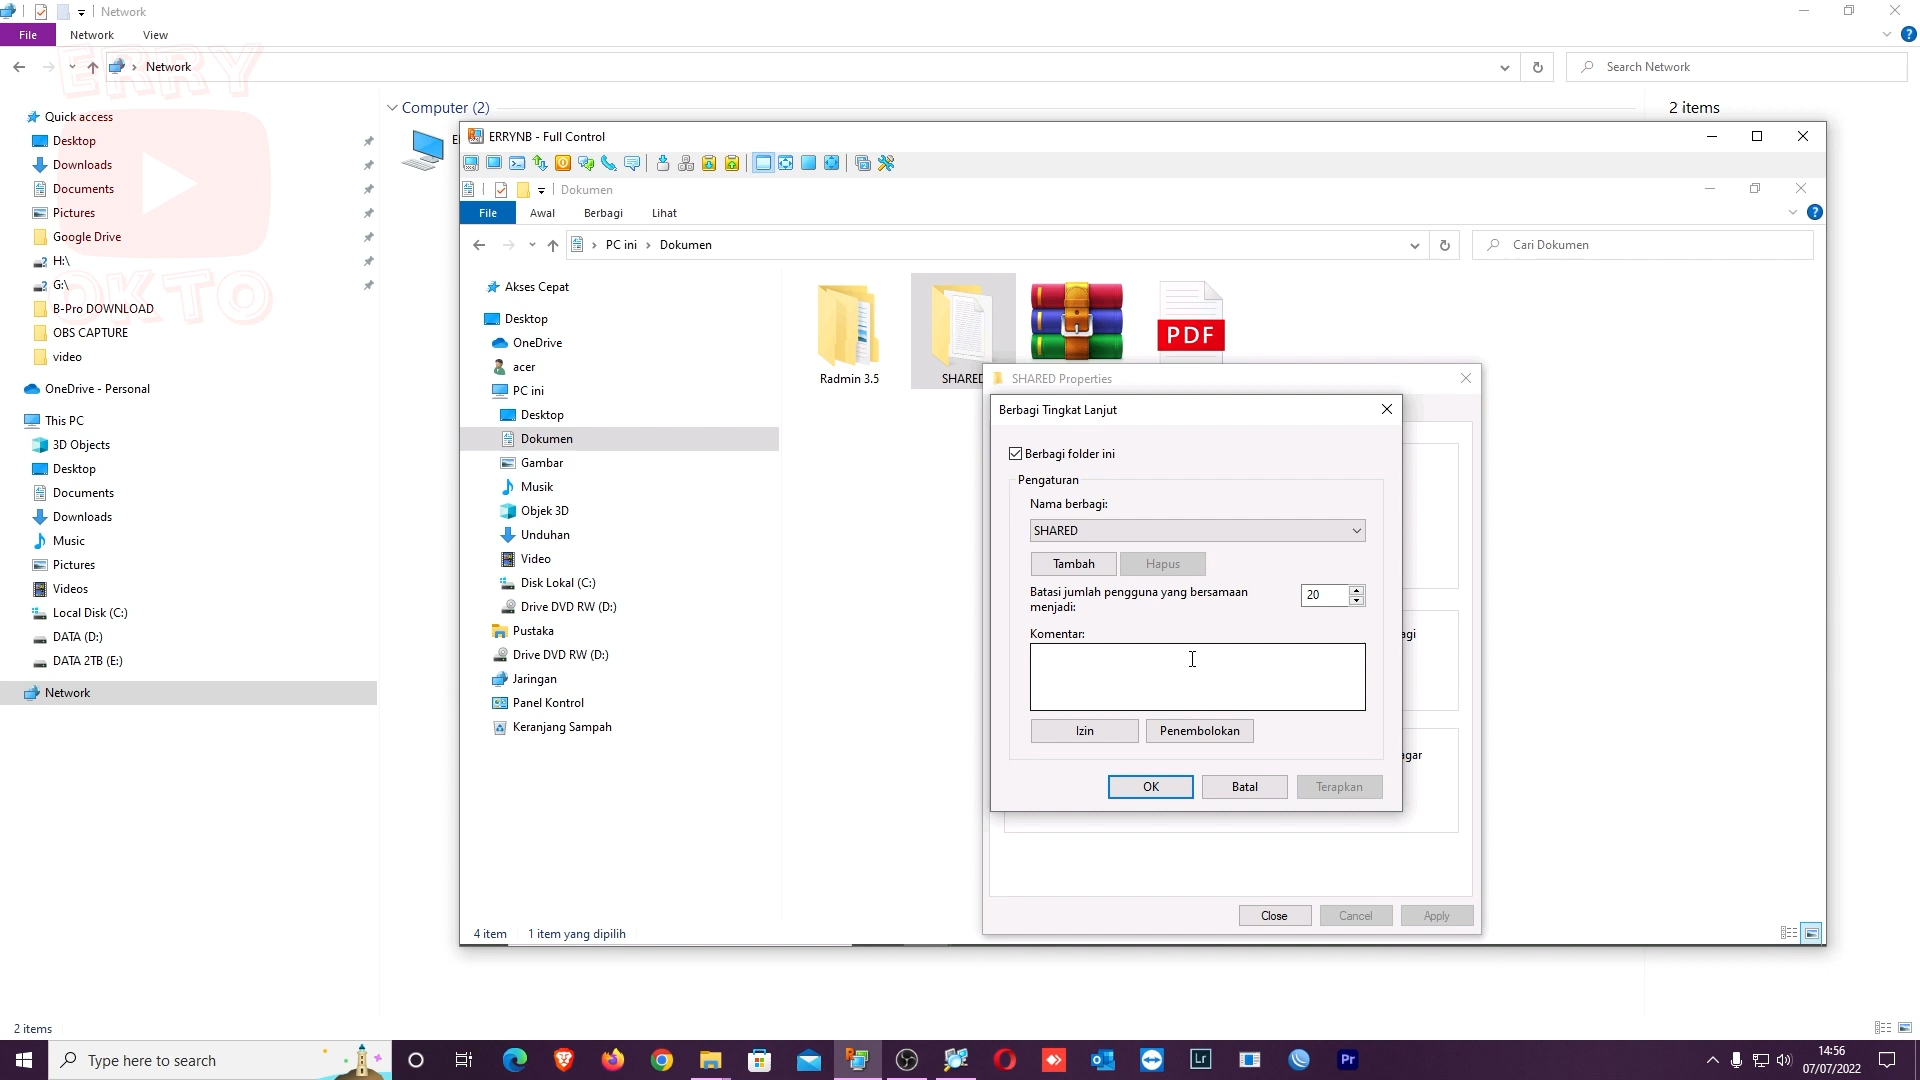 Network
File
Network
View
ERRY
OKTO
Network
Search Network
Quick access
Desktop
Downloads
Documents
Pictures
Google Drive
H:\
G:\
B-Pro DOWNLOAD
OBS CAPTURE
video
OneDrive - Personal
This PC
3D Objects
Desktop
Documents
Downloads
Music
Pictures
Videos
Local Disk (C:)
DATA (D:)
DATA 2TB (E:)
Network
2 items
Computer (2)
2 items
ERRYNB - Full Control
Dokumen
File
Awal
Berbagi
Lihat
PC ini
Dokumen
Cari Dokumen
Akses Cepat
Desktop
OneDrive
acer
PC ini
Desktop
Dokumen
Gambar
Musik
Objek 3D
Unduhan
Video
Disk Lokal (C:)
Drive DVD RW (D:)
Pustaka
Drive DVD RW (D:)
Jaringan
Panel Kontrol
Keranjang Sampah
Radmin 3.5
SHARED
PDF
4 item
1 item yang dipilih
SHARED Properties
Berbagi Tingkat Lanjut
Berbagi folder ini
Pengaturan
Nama berbagi:
SHARED
Tambah
Hapus
Batasi jumlah pengguna yang bersamaan
menjadi:
20
Komentar:
Izin
Penembolokan
OK
Batal
Terapkan
agi
agar
Close
Cancel
Apply
Type here to search
Lr
Pr
14:56
07/07/2022